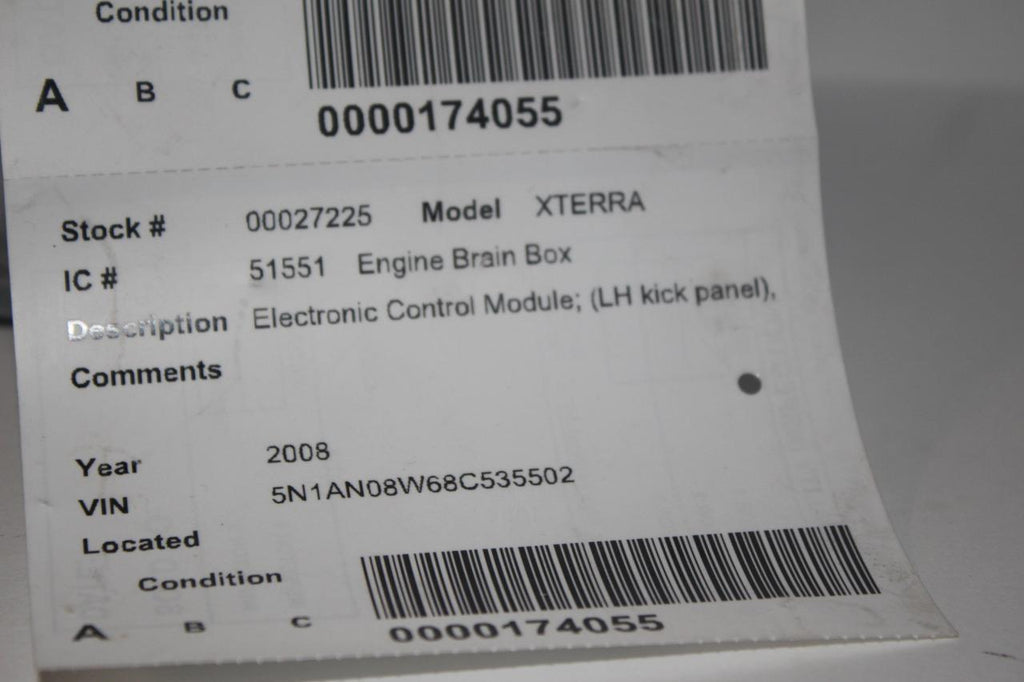 Condition
A B C
0000174055
Stock # 00027225 Model XTERRA
IC # 51551 Engine Brain Box
Description Electronic Control Module; (LH kick panel),
Comments
Year 2008
VIN 5N1AN08W68C535502
Located
Condition
A B C
0000174055